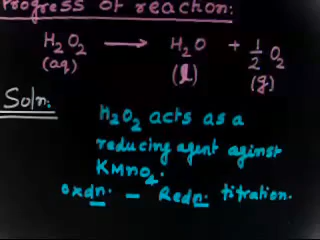 Progress of reaction:
H₂O₂ → H₂O + ½ O₂
(aq) (l) (g)
Soln.
H₂O₂ acts as a
reducing agent against
KMnO₄.
Oxdn. – Redn. titration.